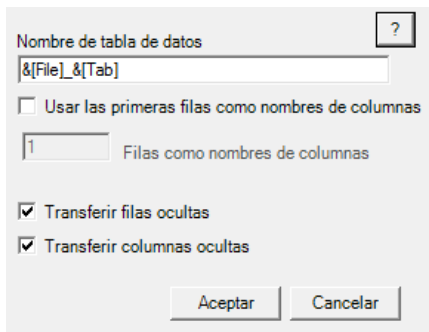 ?
Nombre de tabla de datos
&[File]_&[Tab]
Usar las primeras filas como nombres de columnas
1 Filas como nombres de columnas
Transferir filas ocultas
Transferir columnas ocultas
Aceptar Cancelar